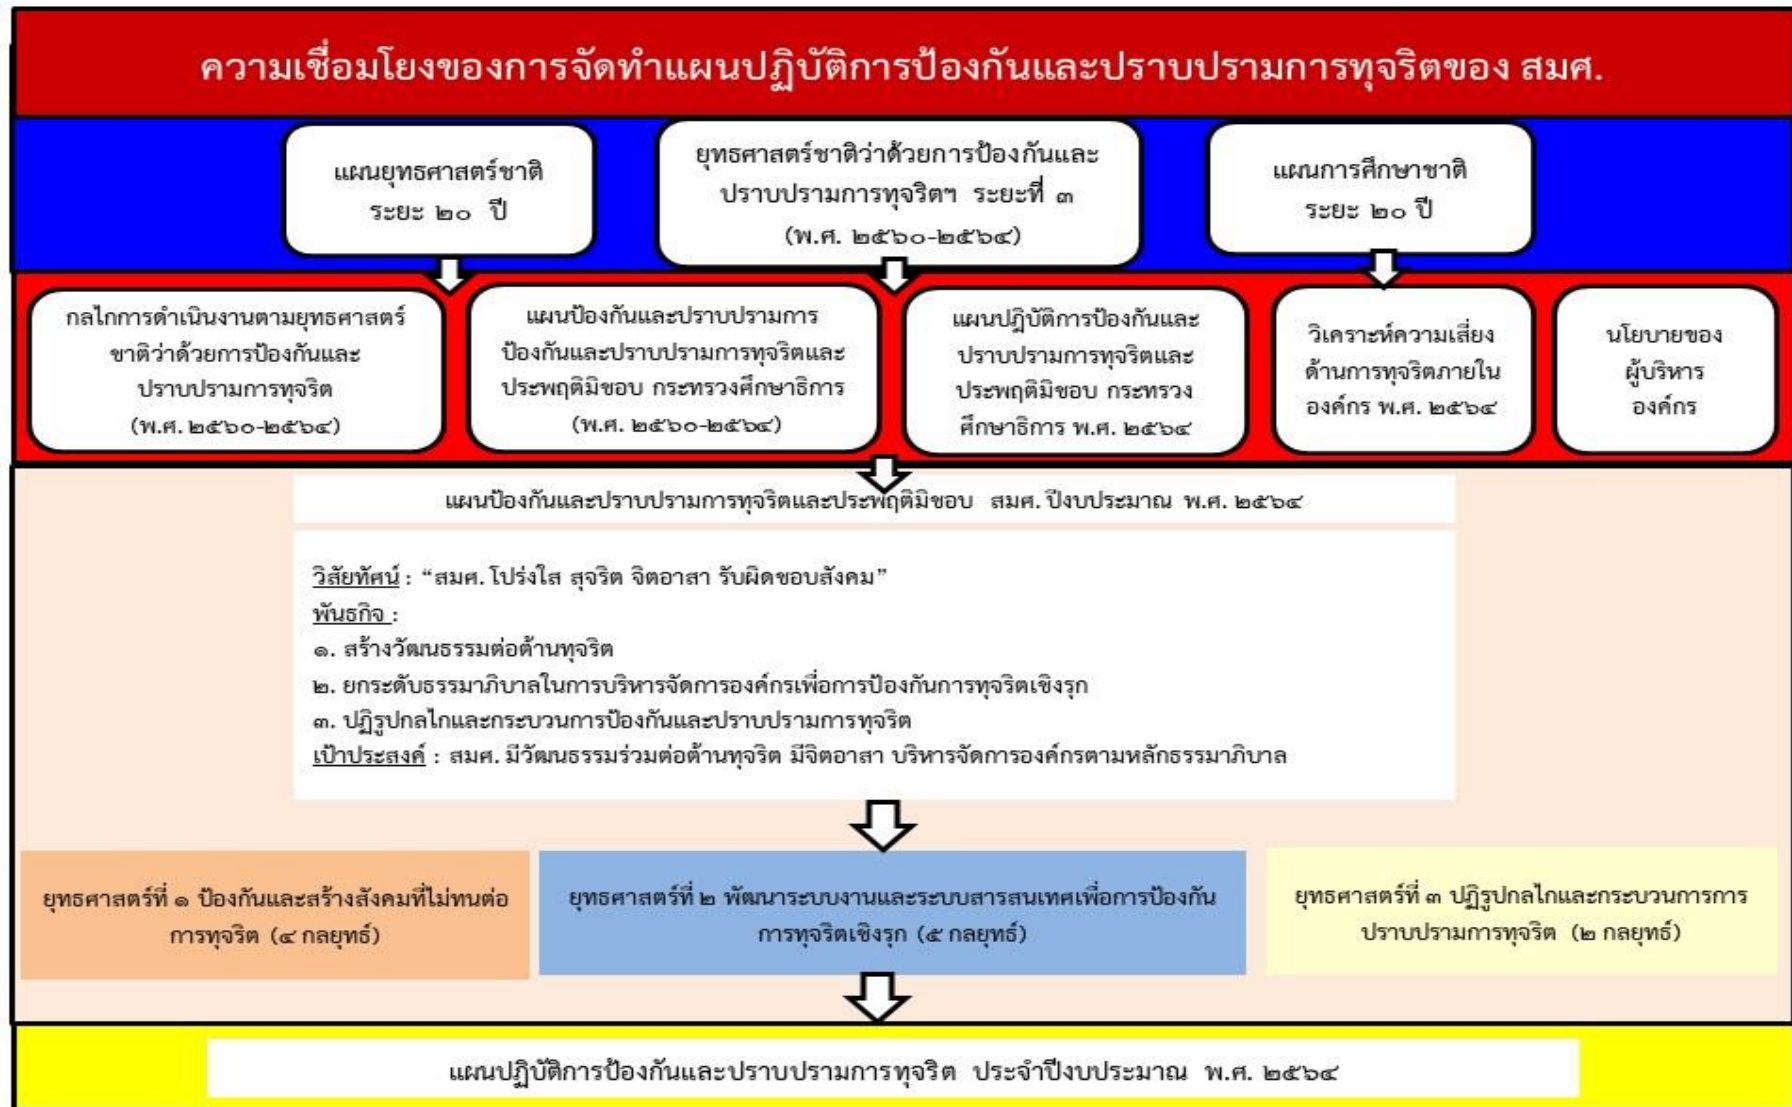 ความเชื่อมโยงของการจัดทำแผนปฏิบัติการป้องกันและปราบปรามการทุจริตของ สมศ.
แผนยุทธศาสตร์ชาติ
ระยะ ๒๐ ปี
ยุทธศาสตร์ชาติว่าด้วยการป้องกันและ
ปราบปรามการทุจริตฯ ระยะที่ ๓
(พ.ศ. ๒๕๖๐-๒๕๖๔)
แผนการศึกษาชาติ
ระยะ ๒๐ ปี
กลไกการดำเนินงานตามยุทธศาสตร์
ชาติว่าด้วยการป้องกันและ
ปราบปรามการทุจริต
(พ.ศ. ๒๕๖๐-๒๕๖๔)
แผนป้องกันและปราบปรามการ
ป้องกันและปราบปรามการทุจริตและ
ประพฤติมิชอบ กระทรวงศึกษาธิการ
(พ.ศ. ๒๕๖๐-๒๕๖๔)
แผนปฏิบัติการป้องกันและ
ปราบปรามการทุจริตและ
ประพฤติมิชอบ กระทรวง
ศึกษาธิการ พ.ศ. ๒๕๖๔
วิเคราะห์ความเสี่ยง
ด้านการทุจริตภายใน
องค์กร พ.ศ. ๒๕๖๔
นโยบายของ
ผู้บริหาร
องค์กร
แผนป้องกันและปราบปรามการทุจริตและประพฤติมิชอบ สมศ. ปีงบประมาณ พ.ศ. ๒๕๖๔
วิสัยทัศน์ : “สมศ. โปร่งใส สุจริต จิตอาสา รับผิดชอบสังคม”
พันธกิจ :
๑. สร้างวัฒนธรรมต่อต้านทุจริต
๒. ยกระดับธรรมาภิบาลในการบริหารจัดการองค์กรเพื่อการป้องกันการทุจริตเชิงรุก
๓. ปฏิรูปกลไกและกระบวนการป้องกันและปราบปรามการทุจริต
เป้าประสงค์ : สมศ. มีวัฒนธรรมร่วมต่อต้านทุจริต มีจิตอาสา บริหารจัดการองค์กรตามหลักธรรมาภิบาล
ยุทธศาสตร์ที่ ๑ ป้องกันและสร้างสังคมที่ไม่ทนต่อ
การทุจริต (๔ กลยุทธ์)
ยุทธศาสตร์ที่ ๒ พัฒนาระบบงานและระบบสารสนเทศเพื่อการป้องกัน
การทุจริตเชิงรุก (๕ กลยุทธ์)
ยุทธศาสตร์ที่ ๓ ปฏิรูปกลไกและกระบวนการการ
ปราบปรามการทุจริต (๒ กลยุทธ์)
แผนปฏิบัติการป้องกันและปราบปรามการทุจริต ประจำปีงบประมาณ พ.ศ. ๒๕๖๔